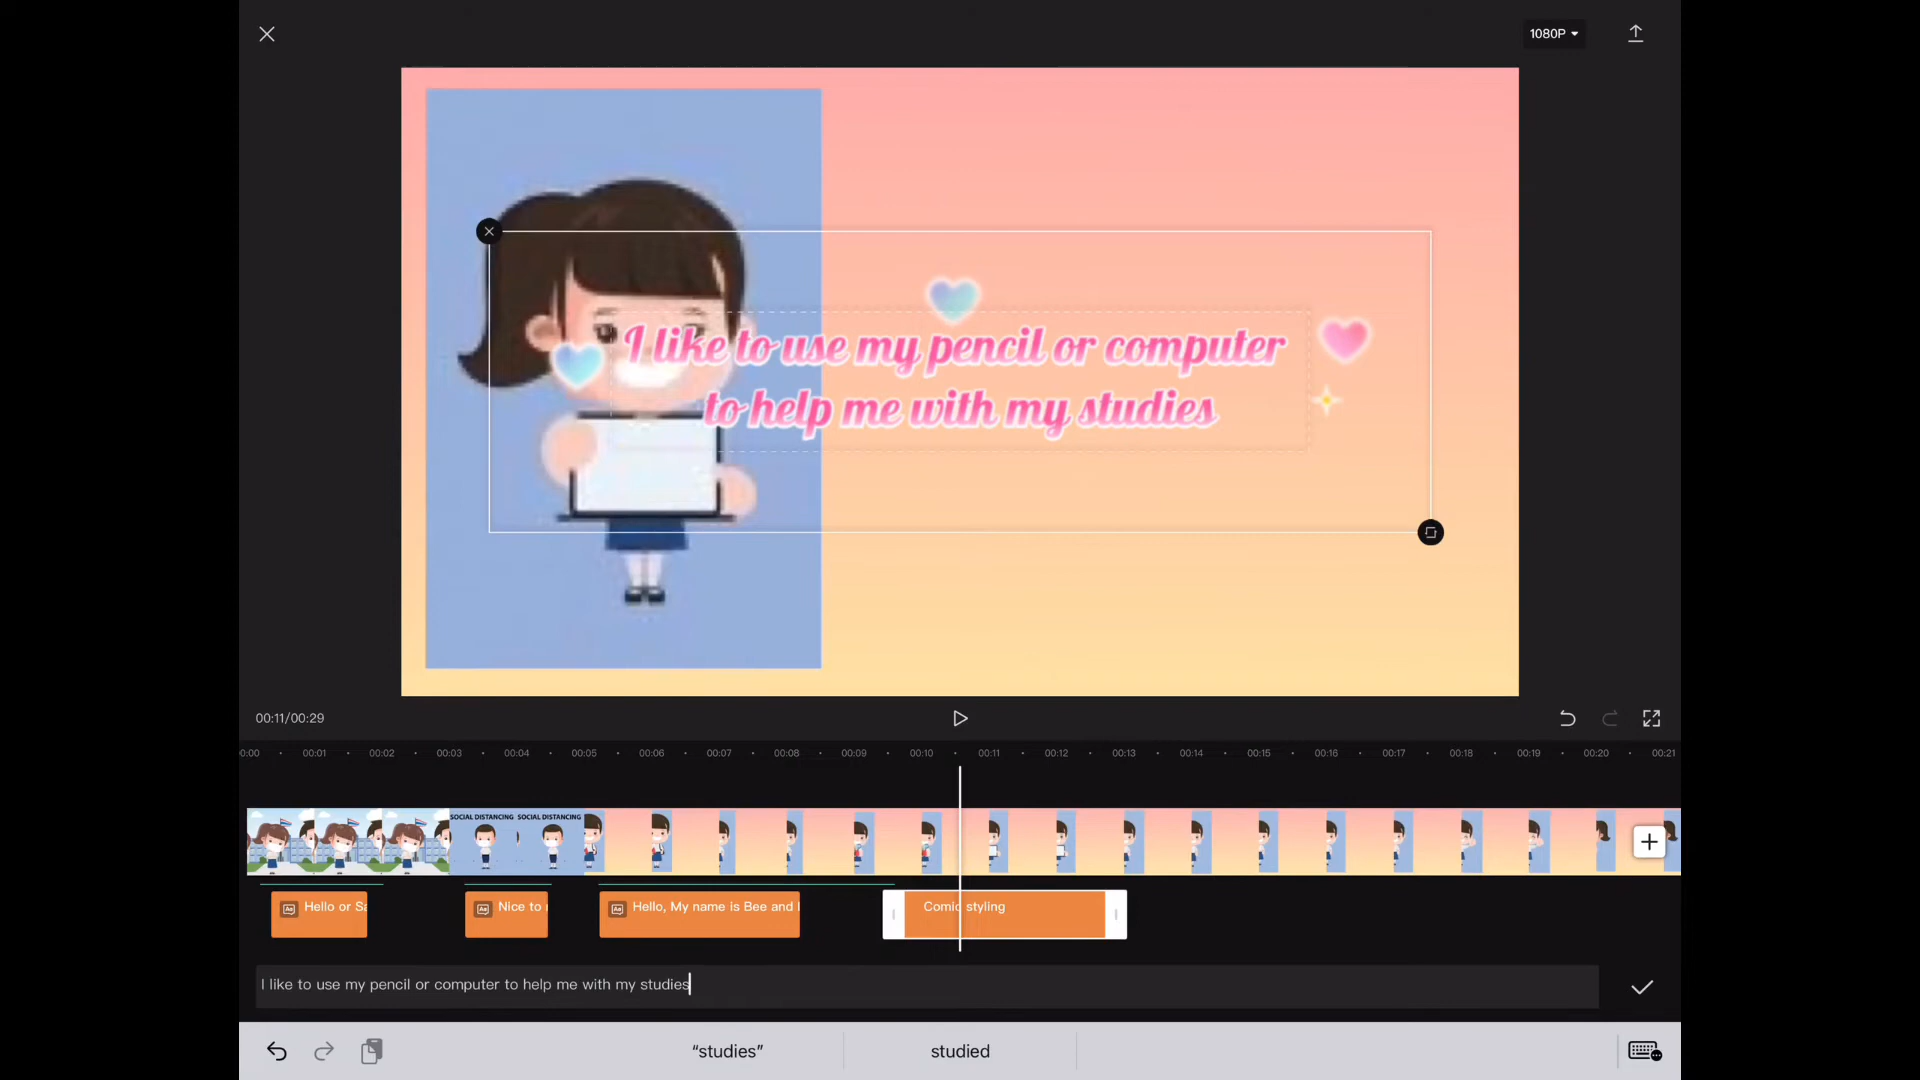 1080P
I like to use my pencil or computer
to help me with my studies
00:11/00:29
0:00 00:01 00:02 00:03 00:04 00:05 00:06 00:07 00:08 00:09 00:10 00:11 00:12 00:13 00:14 00:15 00:16 00:17 00:18 00:19 00:20 00:21
SOCIAL DISTANCING SOCIAL DISTANCING
Hello or Sa Nice to Hello, My name is Bee and I Comic styling
I like to use my pencil or computer to help me with my studies
“studies” studied